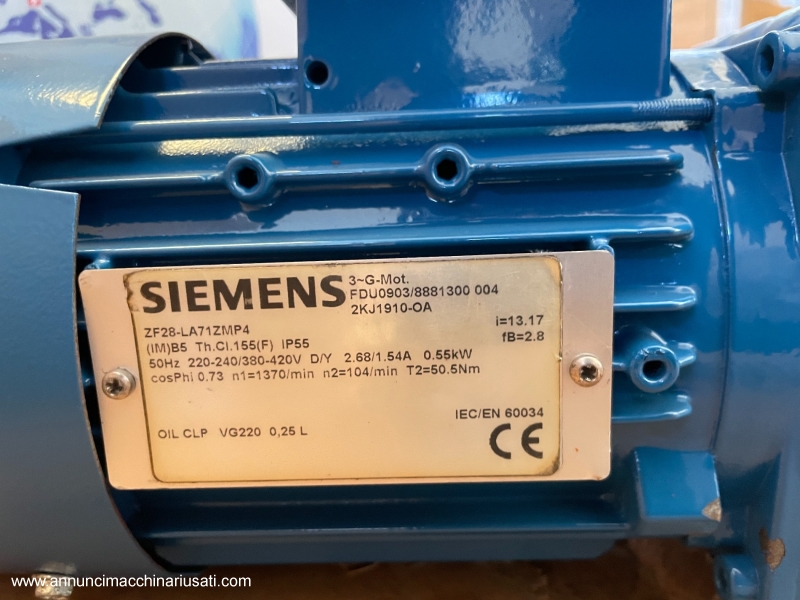 SIEMENS
3~G-Mot.
FDU0903/8881300 004
2KJ1910-OA
ZF28-LA71ZMP4
i=13.17
(IM)B5 Th.Cl.155(F) IP55
fB=2.8
50Hz 220-240/380-420V D/Y 2.68/1.54A 0.55kW
cosPhi 0.73 n1=1370/min n2=104/min T2=50.5Nm
IEC/EN 60034
OIL CLP VG220 0,25 L
CE
www.annuncimacchinariusati.com